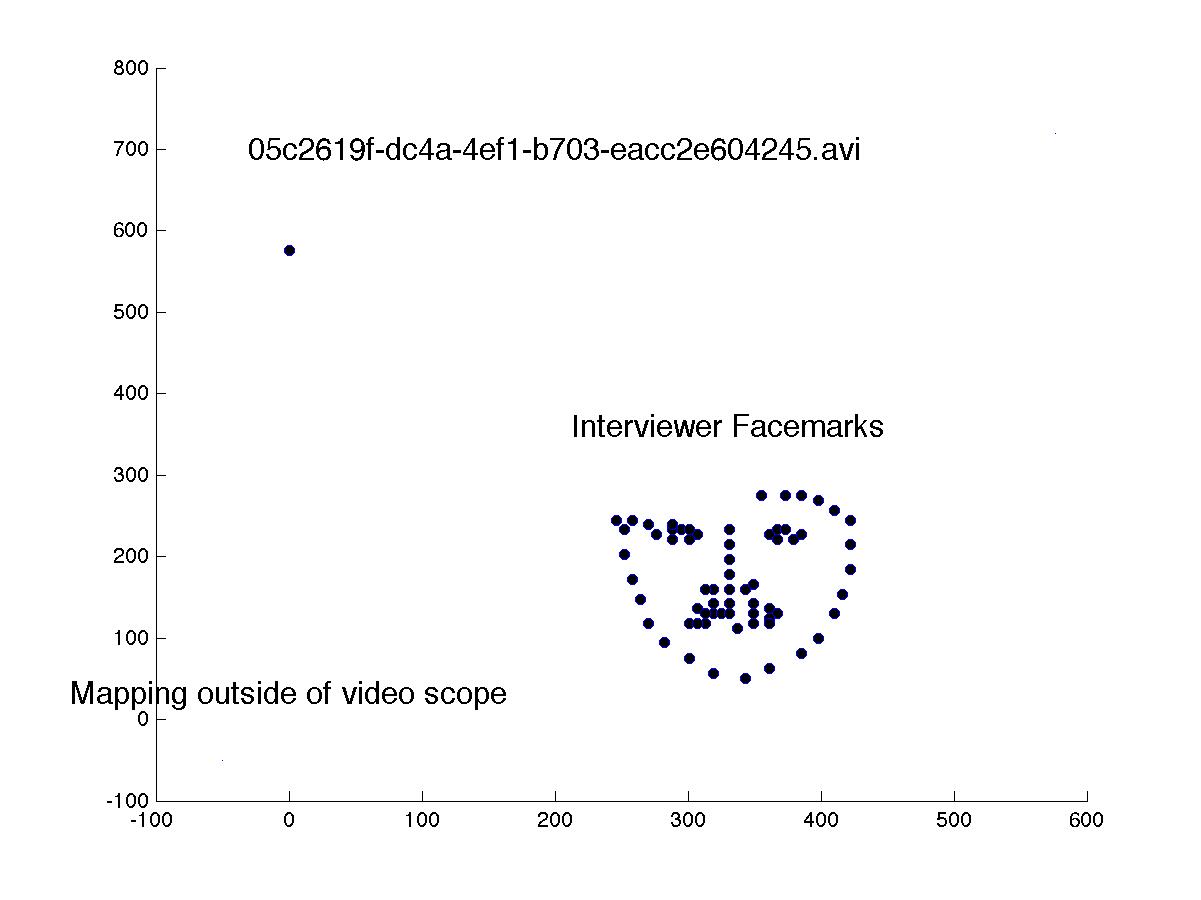 800
700
05c2619f-dc4a-4ef1-b703-eacc2e604245.avi
600
500
400
Interviewer Facemarks
300
200
100
Mapping outside of video scope
0
-100
-100 0 100 200 300 400 500 600